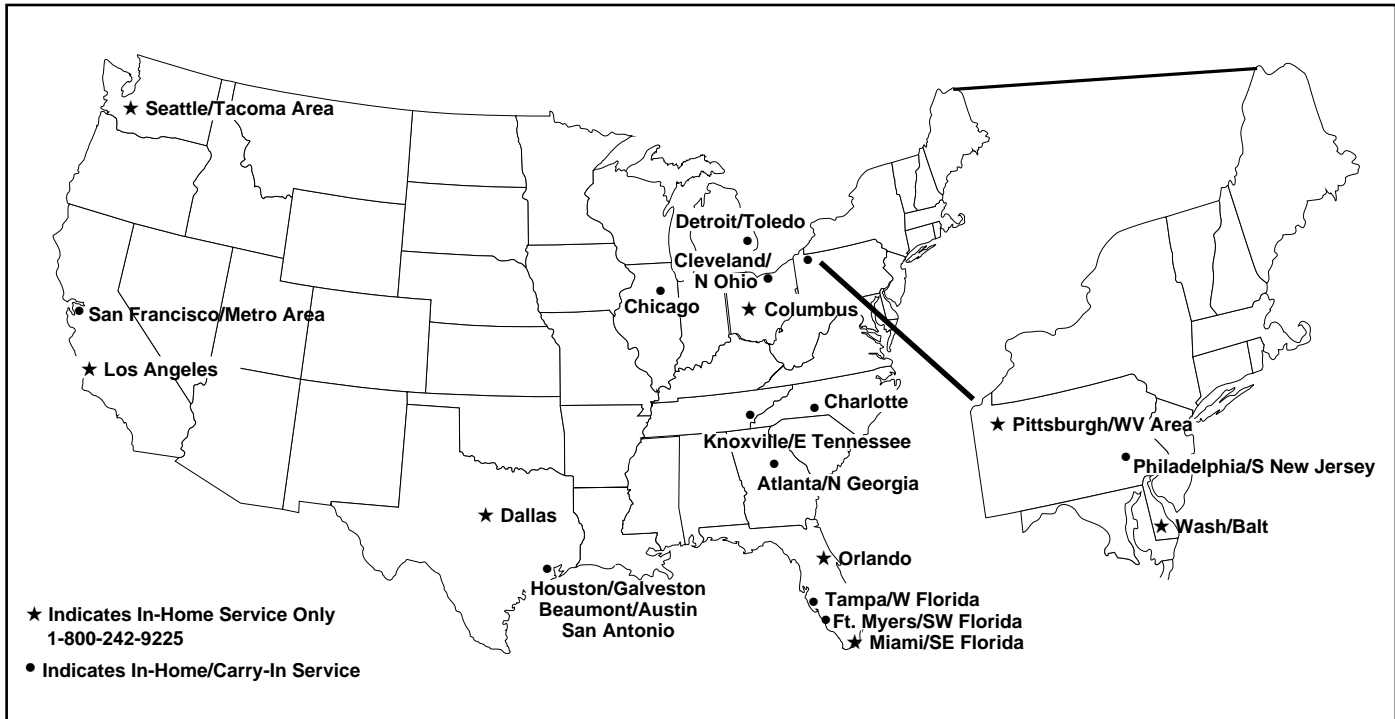 ★ Seattle/Tacoma Area
Detroit/Toledo
Cleveland/
N Ohio
Chicago
★ Columbus
San Francisco/Metro Area
★ Los Angeles
Charlotte
Knoxville/E Tennessee
Atlanta/N Georgia
★ Pittsburgh/WV Area
Philadelphia/S New Jersey
★ Wash/Balt
★ Dallas
★ Orlando
Houston/Galveston
Beaumont/Austin
San Antonio
Tampa/W Florida
Ft. Myers/SW Florida
★ Miami/SE Florida
★ Indicates In-Home Service Only
1-800-242-9225
• Indicates In-Home/Carry-In Service